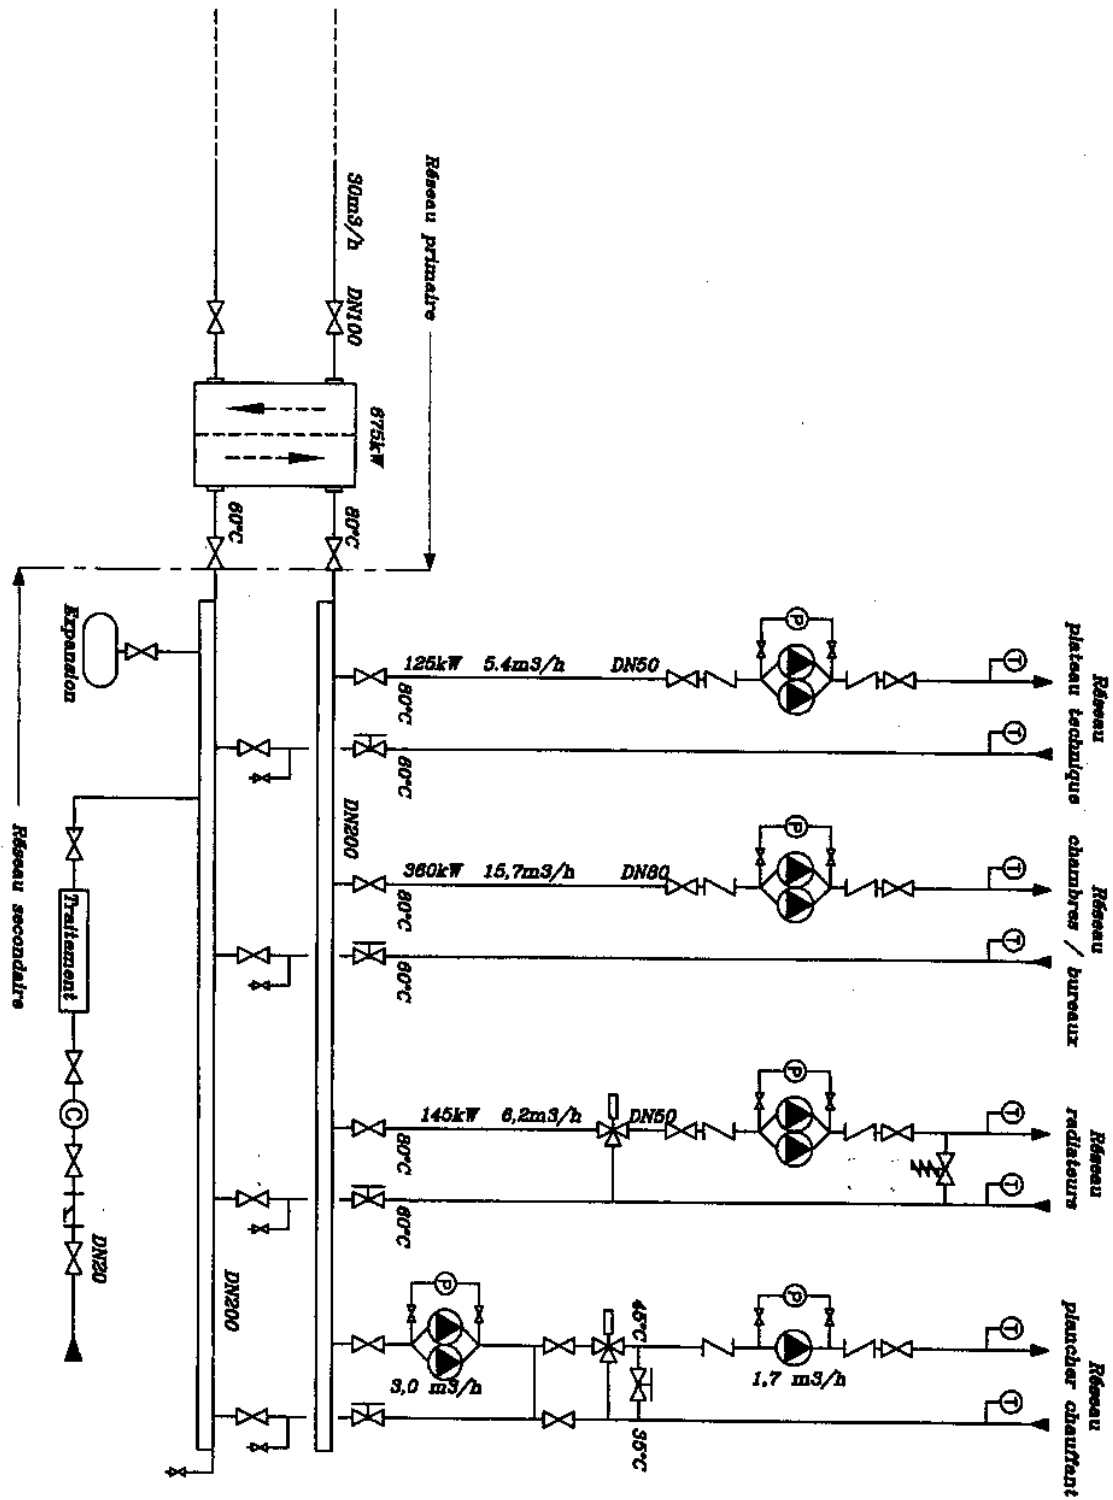 Réseau primaire
30m3/h
DN100
675kW
60°C
80°C
Réseau secondaire
Expansion
Traitement
C
DN20
DN200
DN200
Réseau
plateau technique
125kW 5.4m3/h DN50
80°C
60°C
P
T
T
Réseau
chambres / bureaux
360kW 15,7m3/h DN80
80°C
60°C
P
T
T
Réseau
radiateurs
145kW 6,2m3/h DN50
80°C
60°C
P
T
T
Réseau
plancher chauffant
P
3,0 m3/h
45°C
35°C
P
1,7 m3/h
T
T